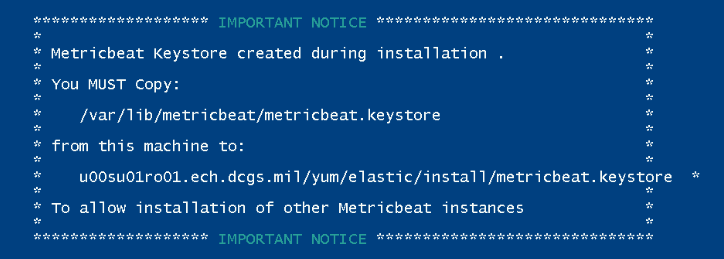 ******************* IMPORTANT NOTICE ******************************
* *
* Metricbeat Keystore created during installation . *
* *
* You MUST Copy: *
* *
* /var/lib/metricbeat/metricbeat.keystore *
* *
* from this machine to: *
* *
* u00su01ro01.ech.dcgs.mil/yum/elastic/install/metricbeat.keystore *
* *
* To allow installation of other Metricbeat instances *
* *
******************* IMPORTANT NOTICE ******************************